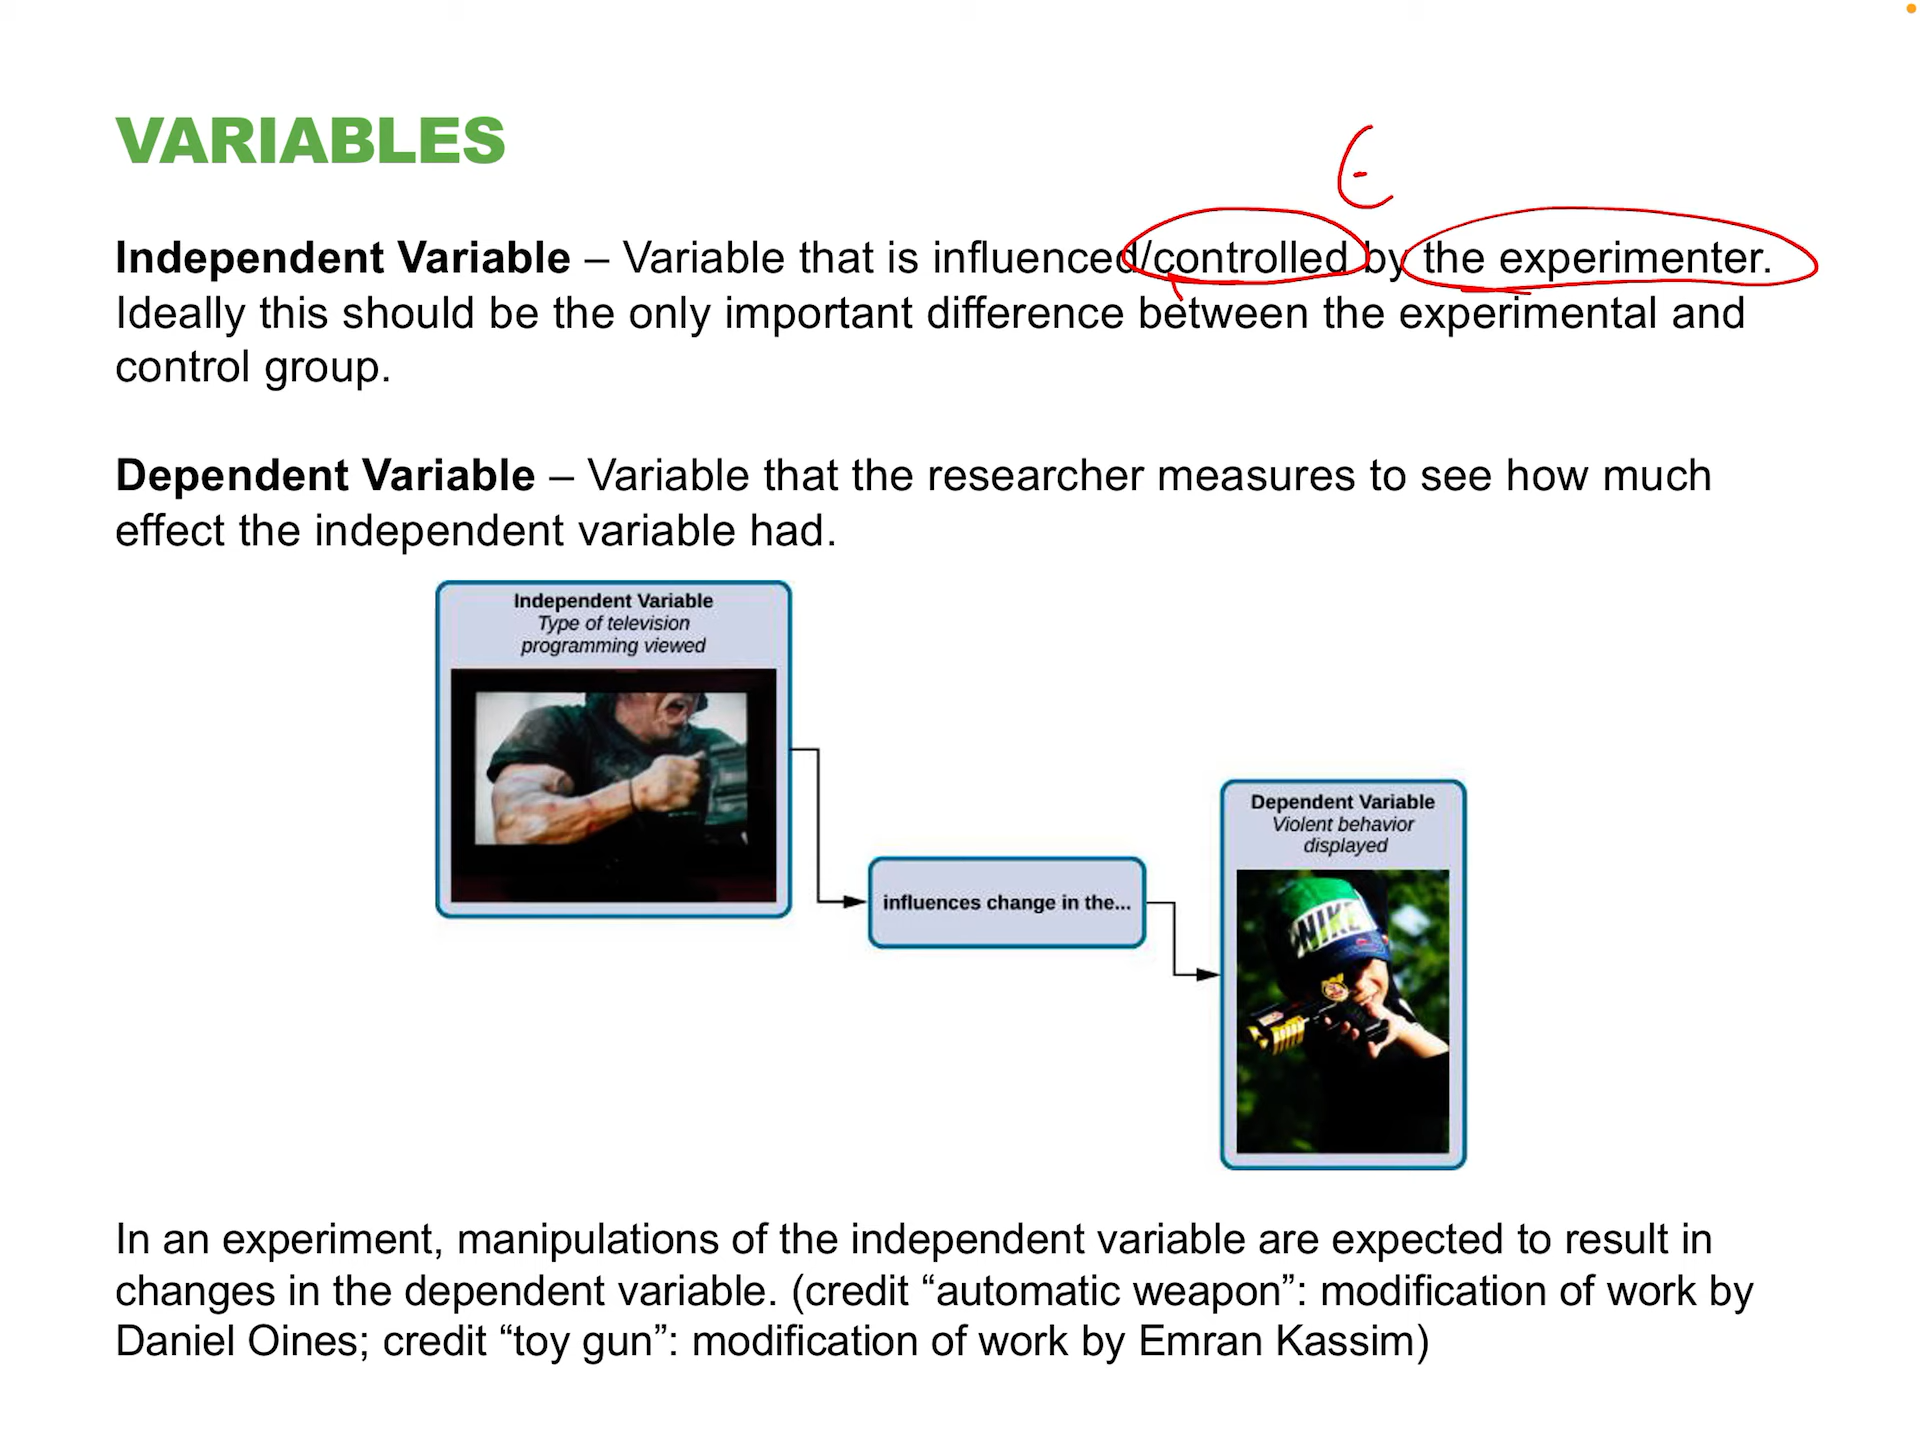 VARIABLES
E
Independent Variable – Variable that is influenced/controlled by the experimenter.
Ideally this should be the only important difference between the experimental and
control group.
Dependent Variable – Variable that the researcher measures to see how much
effect the independent variable had.
Independent Variable
Type of television
programming viewed
influences change in the...
Dependent Variable
Violent behavior
displayed
NIKE
In an experiment, manipulations of the independent variable are expected to result in
changes in the dependent variable. (credit “automatic weapon”: modification of work by
Daniel Oines; credit “toy gun”: modification of work by Emran Kassim)